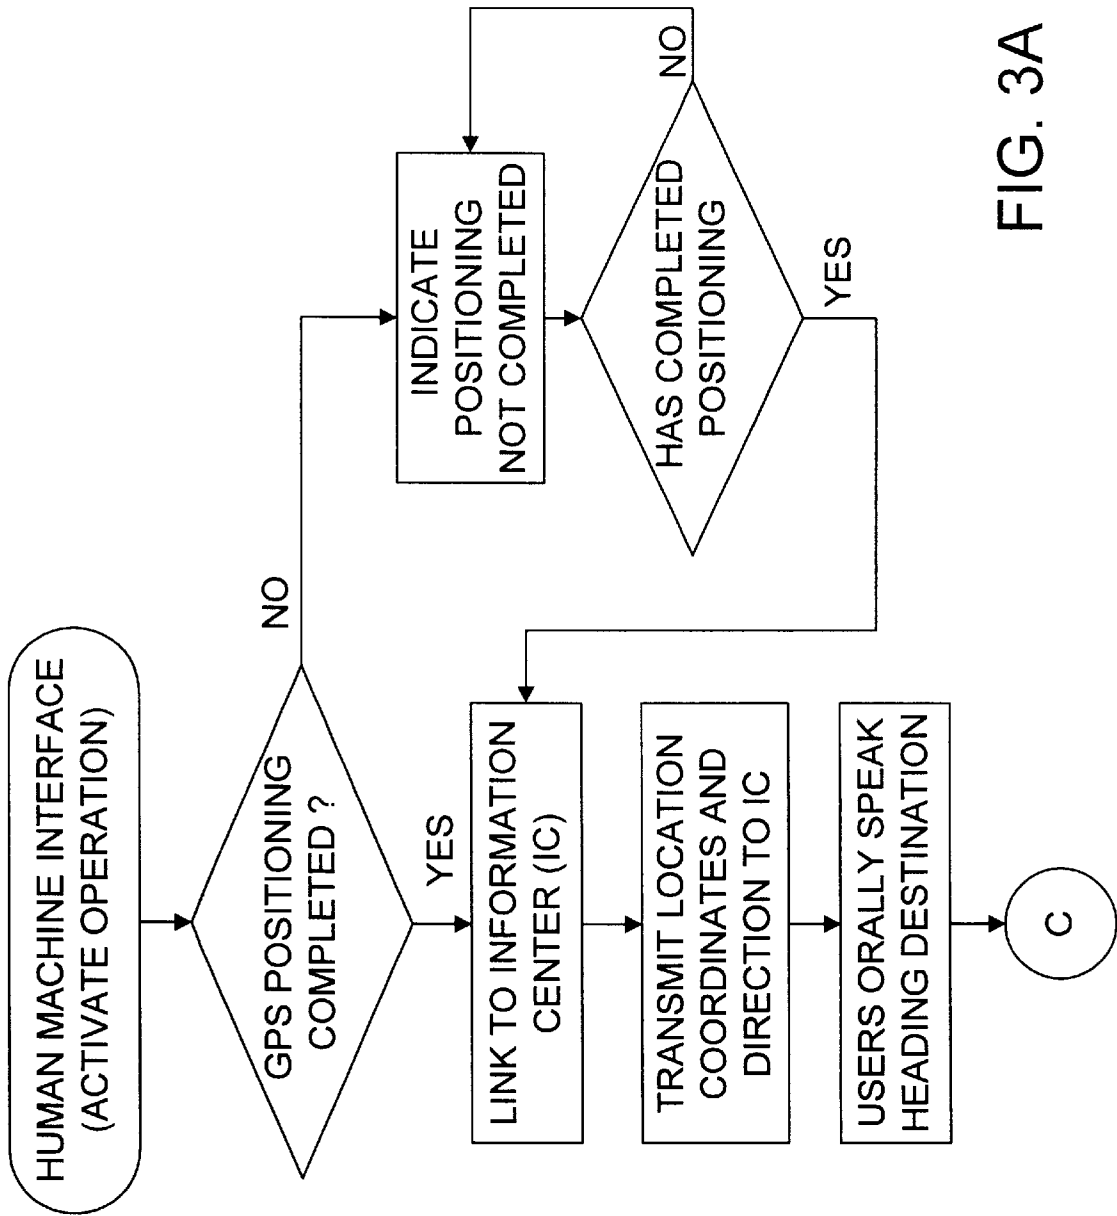 HUMAN MACHINE INTERFACE
(ACTIVATE OPERATION)
GPS POSITIONING
COMPLETED ?
NO
YES
INDICATE
POSITIONING
NOT COMPLETED
HAS COMPLETED
POSITIONING
NO
YES
LINK TO INFORMATION
CENTER (IC)
TRANSMIT LOCATION
COORDINATES AND
DIRECTION TO IC
USERS ORALLY SPEAK
HEADING DESTINATION
C
FIG. 3A